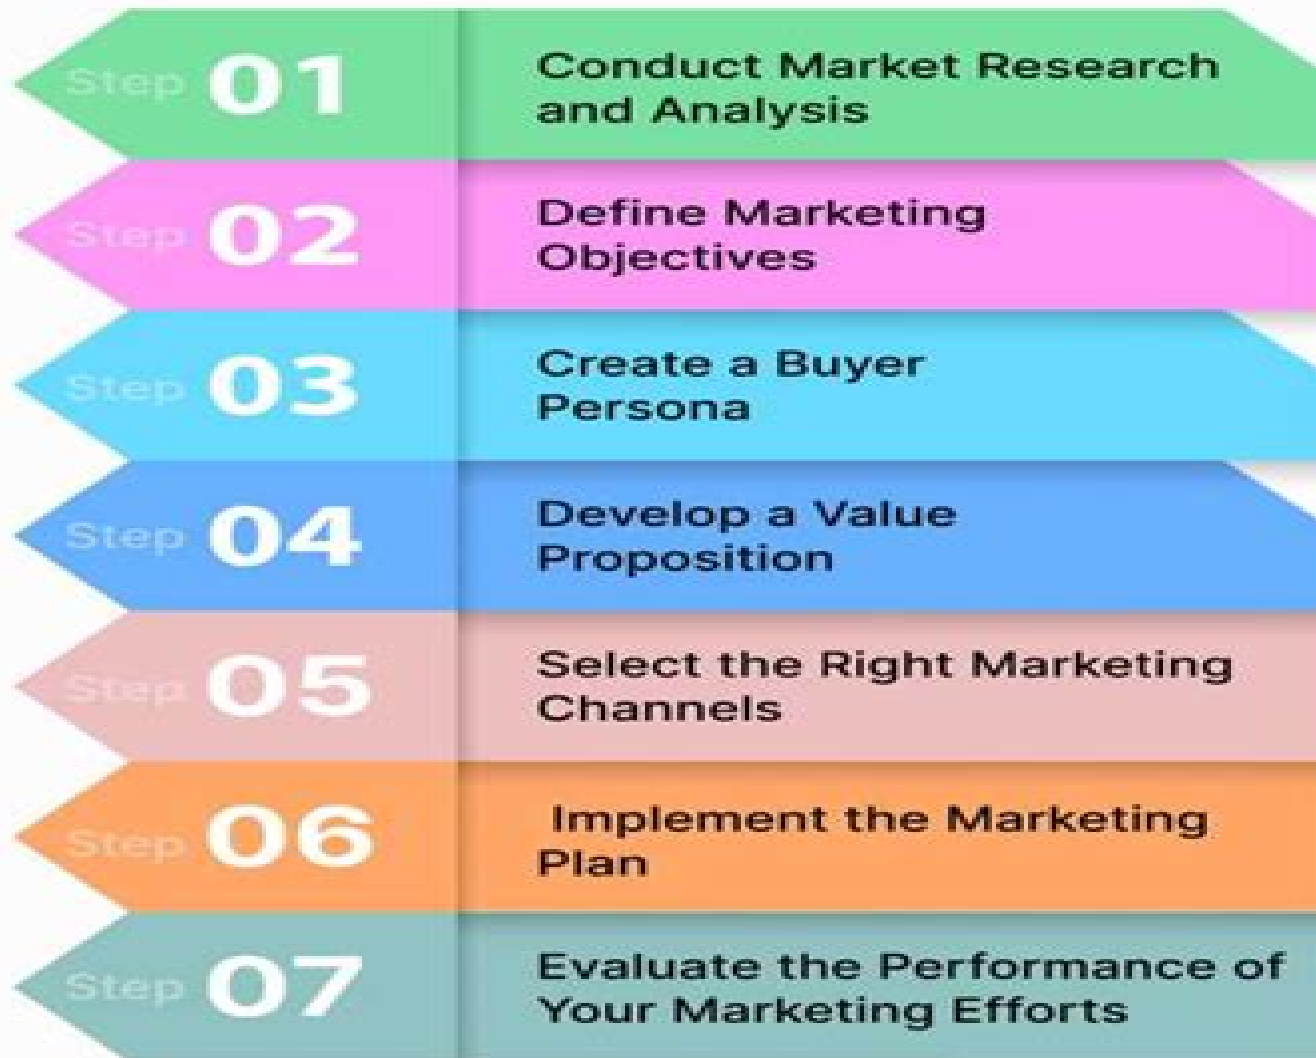 Step 01
Conduct Market Research
and Analysis
Step 02
Define Marketing
Objectives
Step 03
Create a Buyer
Persona
Step 04
Develop a Value
Proposition
Step 05
Select the Right Marketing
Channels
Step 06
Implement the Marketing
Plan
Step 07
Evaluate the Performance of
Your Marketing Efforts